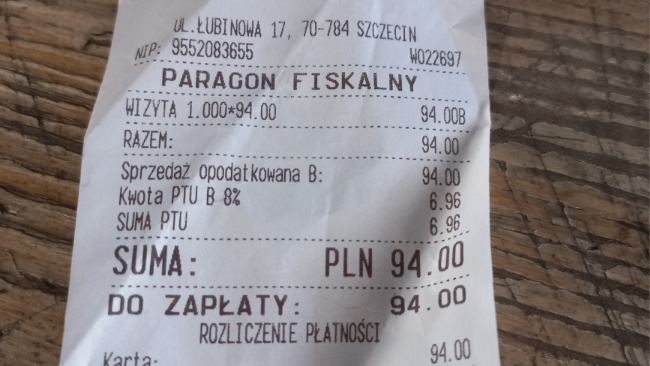 UL.ŁUBINOWA 17, 70-784 SZCZECIN
NIP: 9552083655 W022697
PARAGON FISKALNY
WIZYTA 1.000*94.00 94.00B
RAZEM: 94.00
Sprzedaż opodatkowana B: 94.00
Kwota PTU B 8% 6.96
SUMA PTU 6.96
SUMA: PLN 94.00
DO ZAPŁATY: 94.00
ROZLICZENIE PŁATNOŚCI
Karta: 94.00